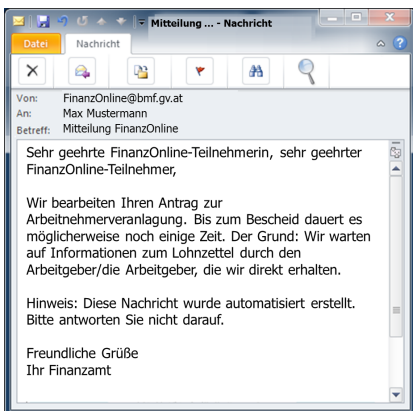 Mitteilung ... - Nachricht
Datei Nachricht
Von: FinanzOnline@bmf.gv.at
An: Max Mustermann
Betreff: Mitteilung FinanzOnline
Sehr geehrte FinanzOnline-Teilnehmerin, sehr geehrter
FinanzOnline-Teilnehmer,
Wir bearbeiten Ihren Antrag zur
Arbeitnehmerveranlagung. Bis zum Bescheid dauert es
möglicherweise noch einige Zeit. Der Grund: Wir warten
auf Informationen zum Lohnzettel durch den
Arbeitgeber/die Arbeitgeber, die wir direkt erhalten.
Hinweis: Diese Nachricht wurde automatisiert erstellt.
Bitte antworten Sie nicht darauf.
Freundliche Grüße
Ihr Finanzamt